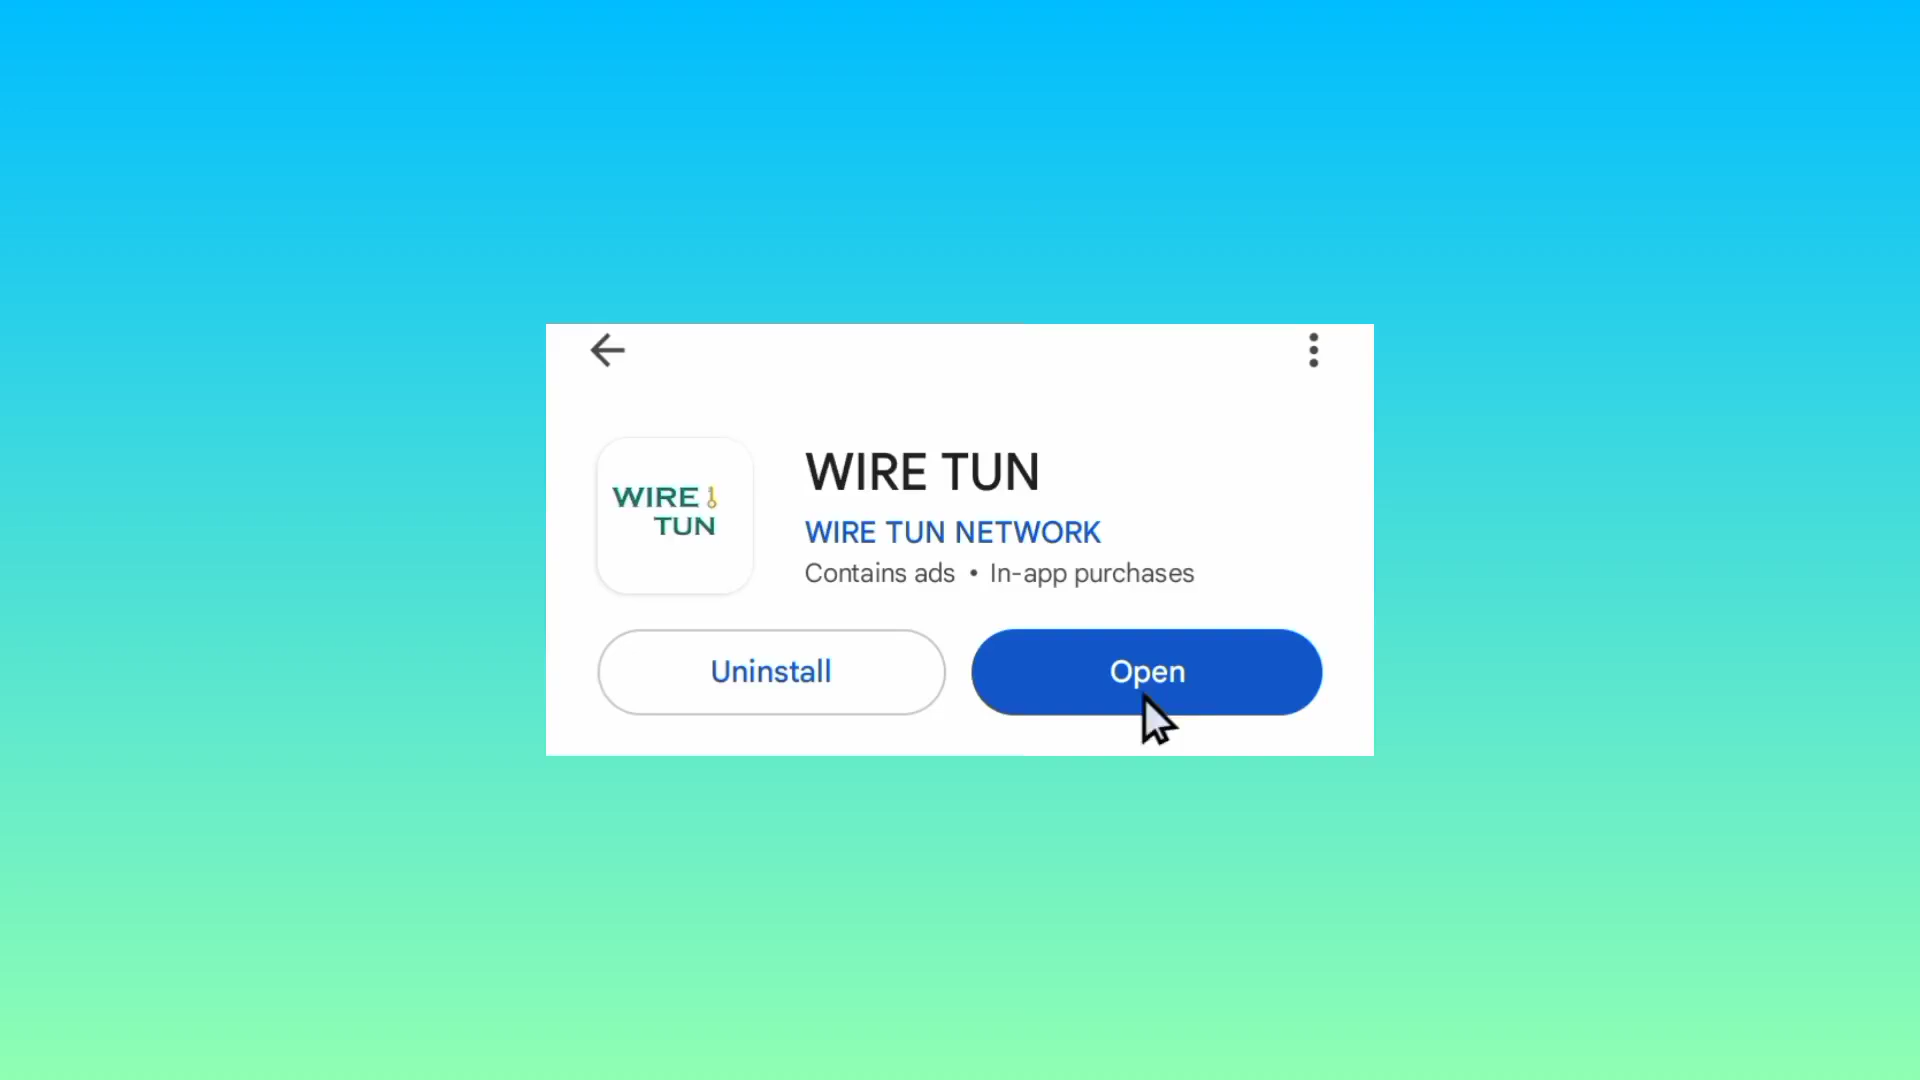 WIRE
TUN
WIRE TUN
WIRE TUN NETWORK
Contains ads • In-app purchases
Uninstall
Open